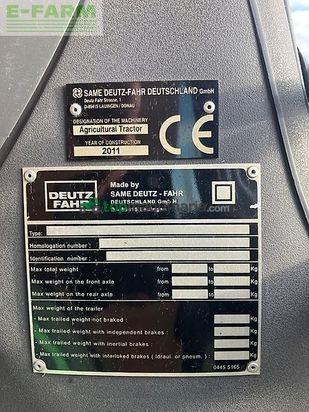 E-FARM
SAME DEUTZ-FAHR DEUTSCHLAND GmbH
Deutz Fahr Strasse, 1
D-89415 LAUINGEN / DONAU
DESIGNATION OF THE MACHINERY
Agricultural Tractor
YEAR OF CONSTRUCTION
2011
CE
DEUTZ
FAHR
Made by
SAME DEUTZ - FAHR
DEUTSCHLAND GmbH
Lauingen
Type:
Homologation number :
Identification number :
Max total weight from to Kg
Max weight on the front axle from to Kg
Max weight on the rear axle from to Kg
Max weight of the trailer
- Max trailed weight not braked : Kg
- Max trailed weight with independent brakes : Kg
- Max trailed weight with inertial brakes : Kg
- Max trailed weight with interloked brakes ( idraul. or pneum. ) : Kg
0445 5165